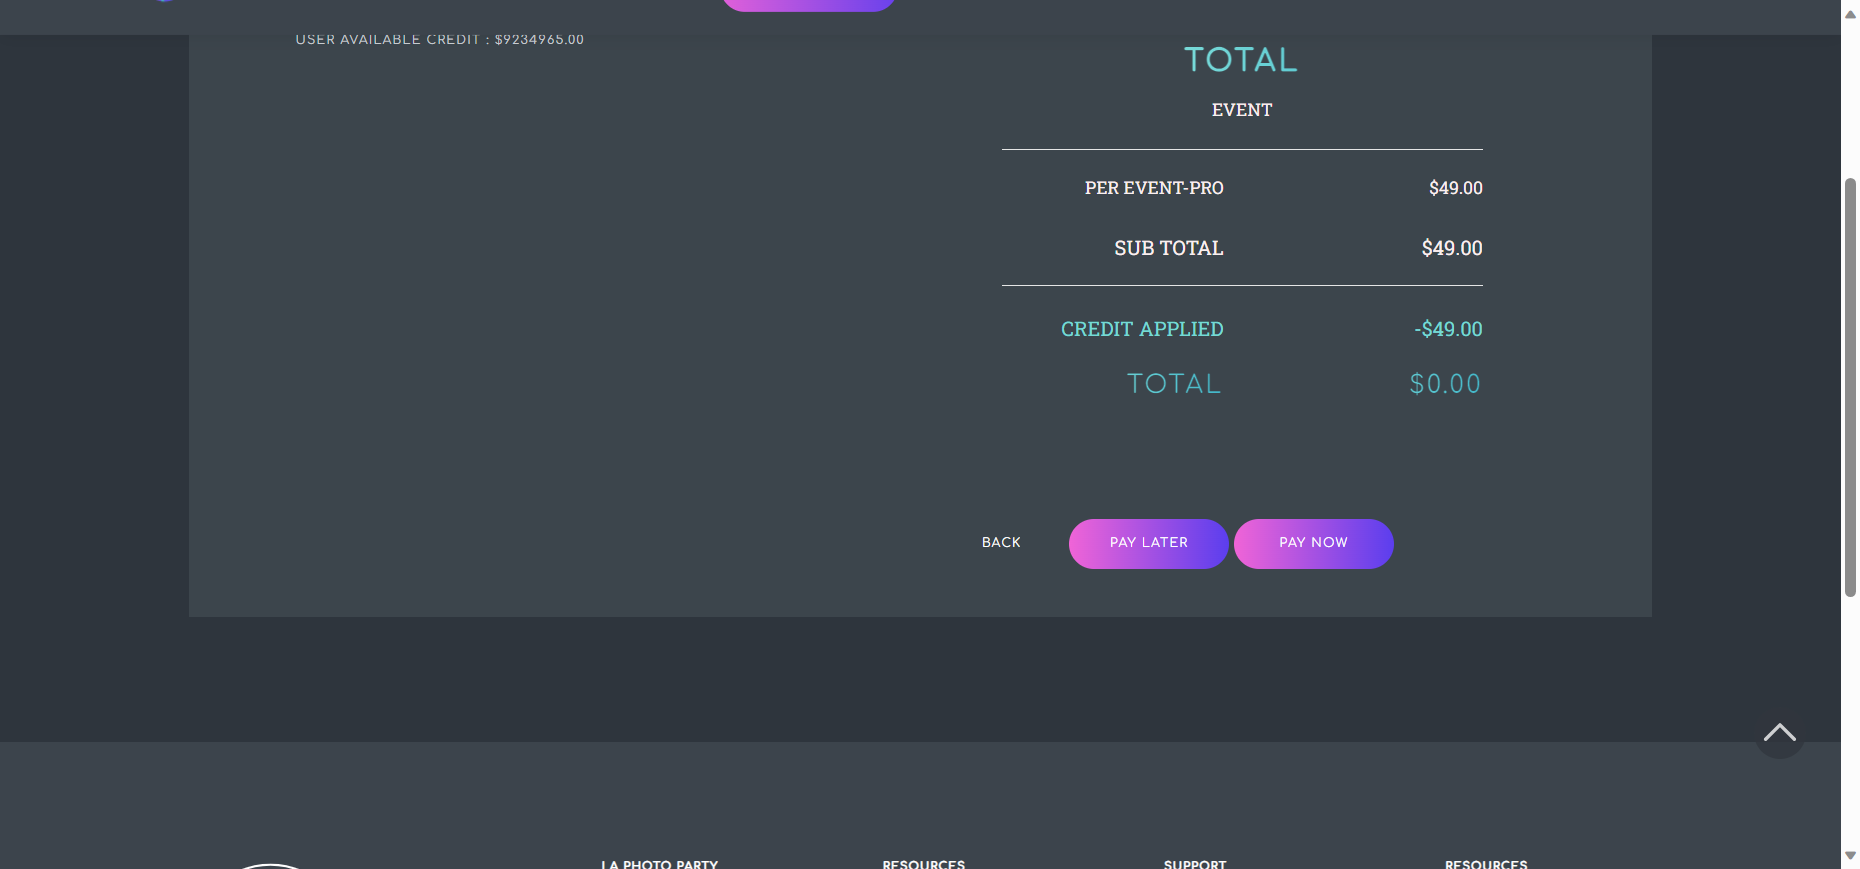 USER AVAILABLE CREDIT : $9234965.00
TOTAL
EVENT
PER EVENT-PRO $49.00
SUB TOTAL $49.00
CREDIT APPLIED -$49.00
TOTAL $0.00
BACK PAY LATER PAY NOW
LA PHOTO PARTY RESOURCES SUPPORT RESOURCES